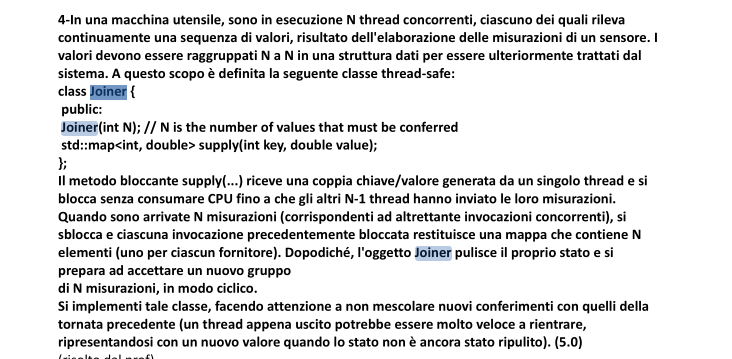 4-In una macchina utensile, sono in esecuzione N thread concorrenti, ciascuno dei quali rileva
continuamente una sequenza di valori, risultato dell'elaborazione delle misurazioni di un sensore. I
valori devono essere raggruppati N a N in una struttura dati per essere ulteriormente trattati dal
sistema. A questo scopo è definita la seguente classe thread-safe:
class Joiner {
public:
Joiner(int N); // N is the number of values that must be conferred
std::map<int, double> supply(int key, double value);
};
Il metodo bloccante supply(...) riceve una coppia chiave/valore generata da un singolo thread e si
blocca senza consumare CPU fino a che gli altri N-1 thread hanno inviato le loro misurazioni.
Quando sono arrivate N misurazioni (corrispondenti ad altrettante invocazioni concorrenti), si
sblocca e ciascuna invocazione precedentemente bloccata restituisce una mappa che contiene N
elementi (uno per ciascun fornitore). Dopodiché, l'oggetto Joiner pulisce il proprio stato e si
prepara ad accettare un nuovo gruppo
di N misurazioni, in modo ciclico.
Si implementi tale classe, facendo attenzione a non mescolare nuovi conferimenti con quelli della
tornata precedente (un thread appena uscito potrebbe essere molto veloce a rientrare,
ripresentandosi con un nuovo valore quando lo stato non è ancora stato ripulito). (5.0)
(risolto dal prof)